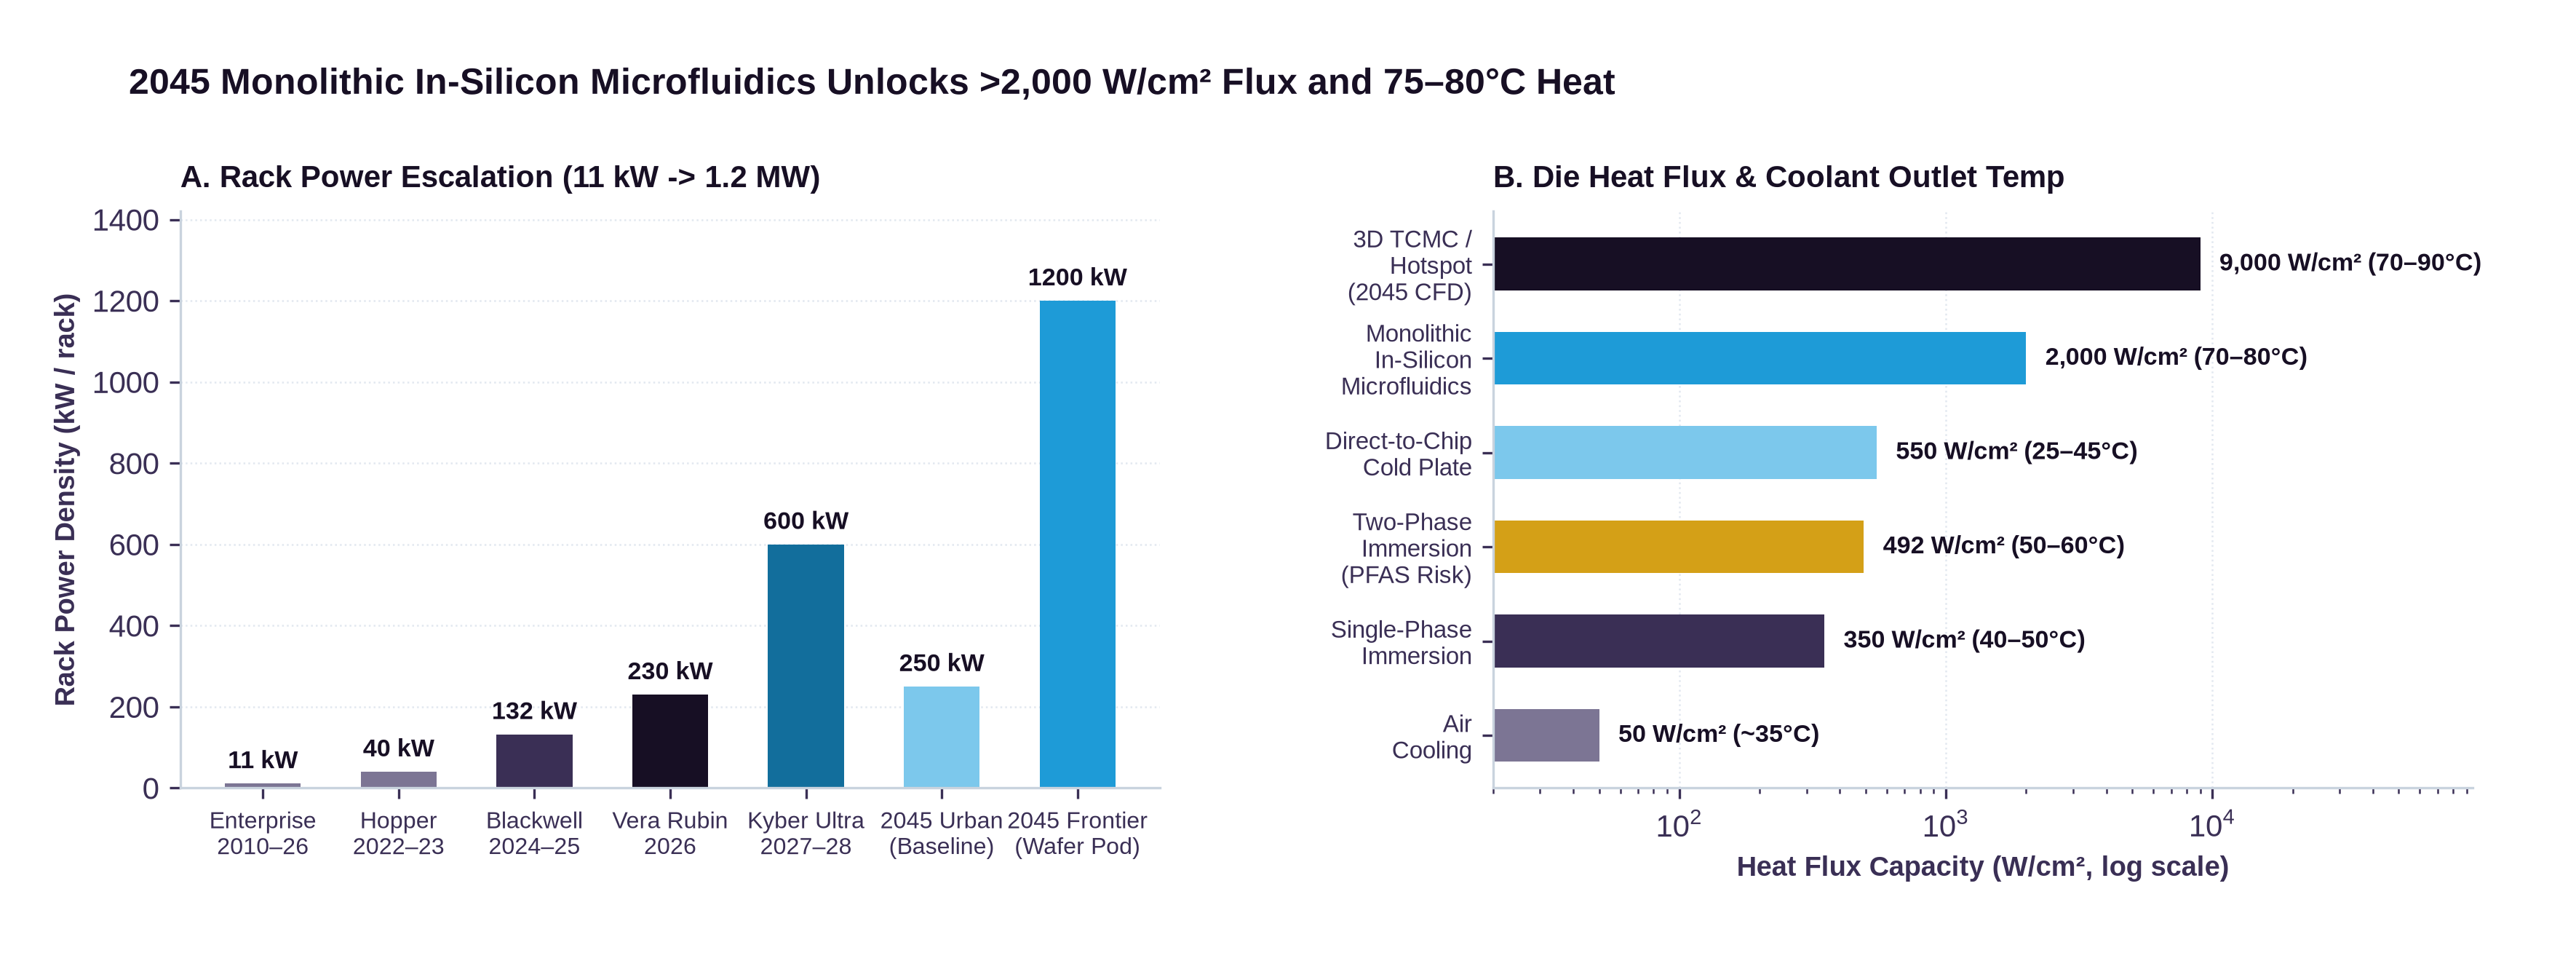 2045 Monolithic In-Silicon Microfluidics Unlocks >2,000 W/cm² Flux and 75–80°C Heat
A. Rack Power Escalation (11 kW -> 1.2 MW)
Rack Power Density (kW / rack)
1400
1200
1000
800
600
400
200
0
11 kW
40 kW
132 kW
230 kW
600 kW
250 kW
1200 kW
Enterprise
2010–26
Hopper
2022–23
Blackwell
2024–25
Vera Rubin
2026
Kyber Ultra
2027–28
2045 Urban
(Baseline)
2045 Frontier
(Wafer Pod)
B. Die Heat Flux & Coolant Outlet Temp
3D TCMC /
Hotspot
(2045 CFD)
9,000 W/cm² (70–90°C)
Monolithic
In-Silicon
Microfluidics
2,000 W/cm² (70–80°C)
Direct-to-Chip
Cold Plate
550 W/cm² (25–45°C)
Two-Phase
Immersion
(PFAS Risk)
492 W/cm² (50–60°C)
Single-Phase
Immersion
350 W/cm² (40–50°C)
Air
Cooling
50 W/cm² (~35°C)
10²
10³
10⁴
Heat Flux Capacity (W/cm², log scale)